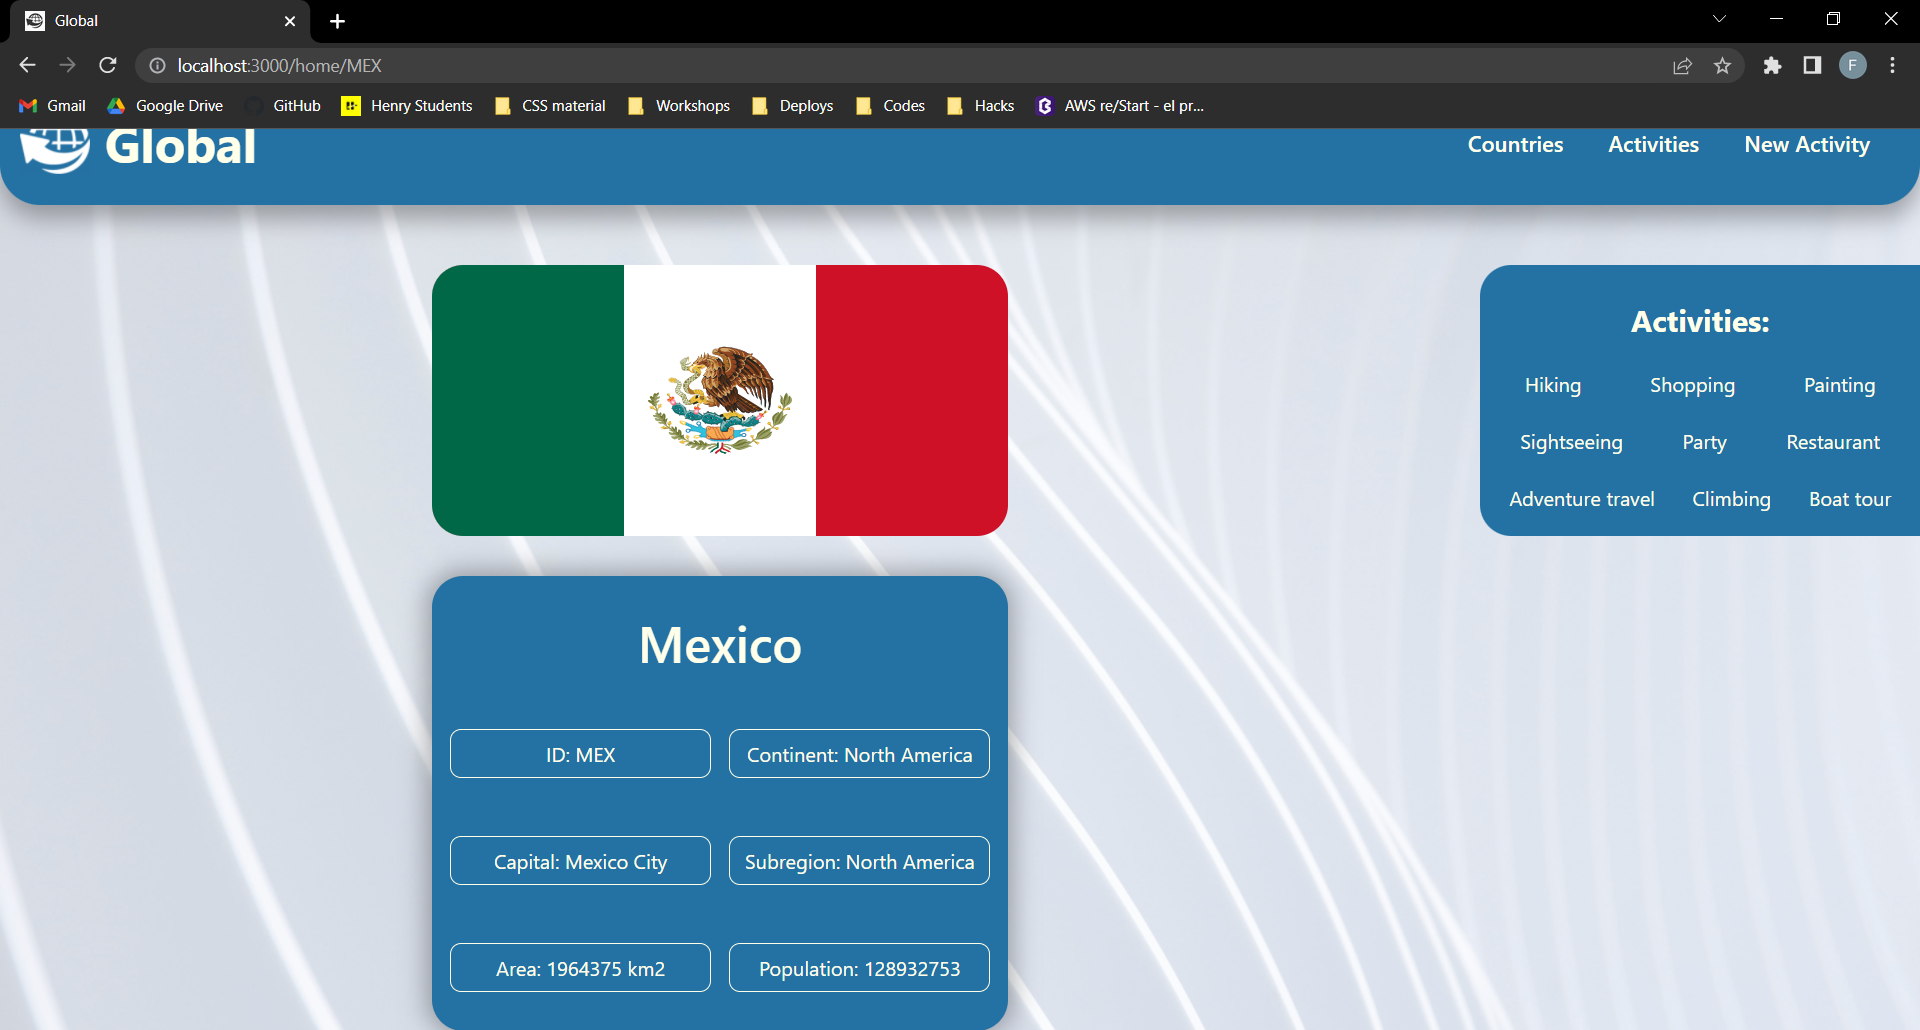 Global
localhost:3000/home/MEX
F
Gmail Google Drive GitHub Henry Students CSS material Workshops Deploys Codes Hacks AWS re/Start - el pr...
Global
Countries Activities New Activity
Activities:
Hiking Shopping Painting
Sightseeing Party Restaurant
Adventure travel Climbing Boat tour
Mexico
ID: MEX Continent: North America
Capital: Mexico City Subregion: North America
Area: 1964375 km2 Population: 128932753